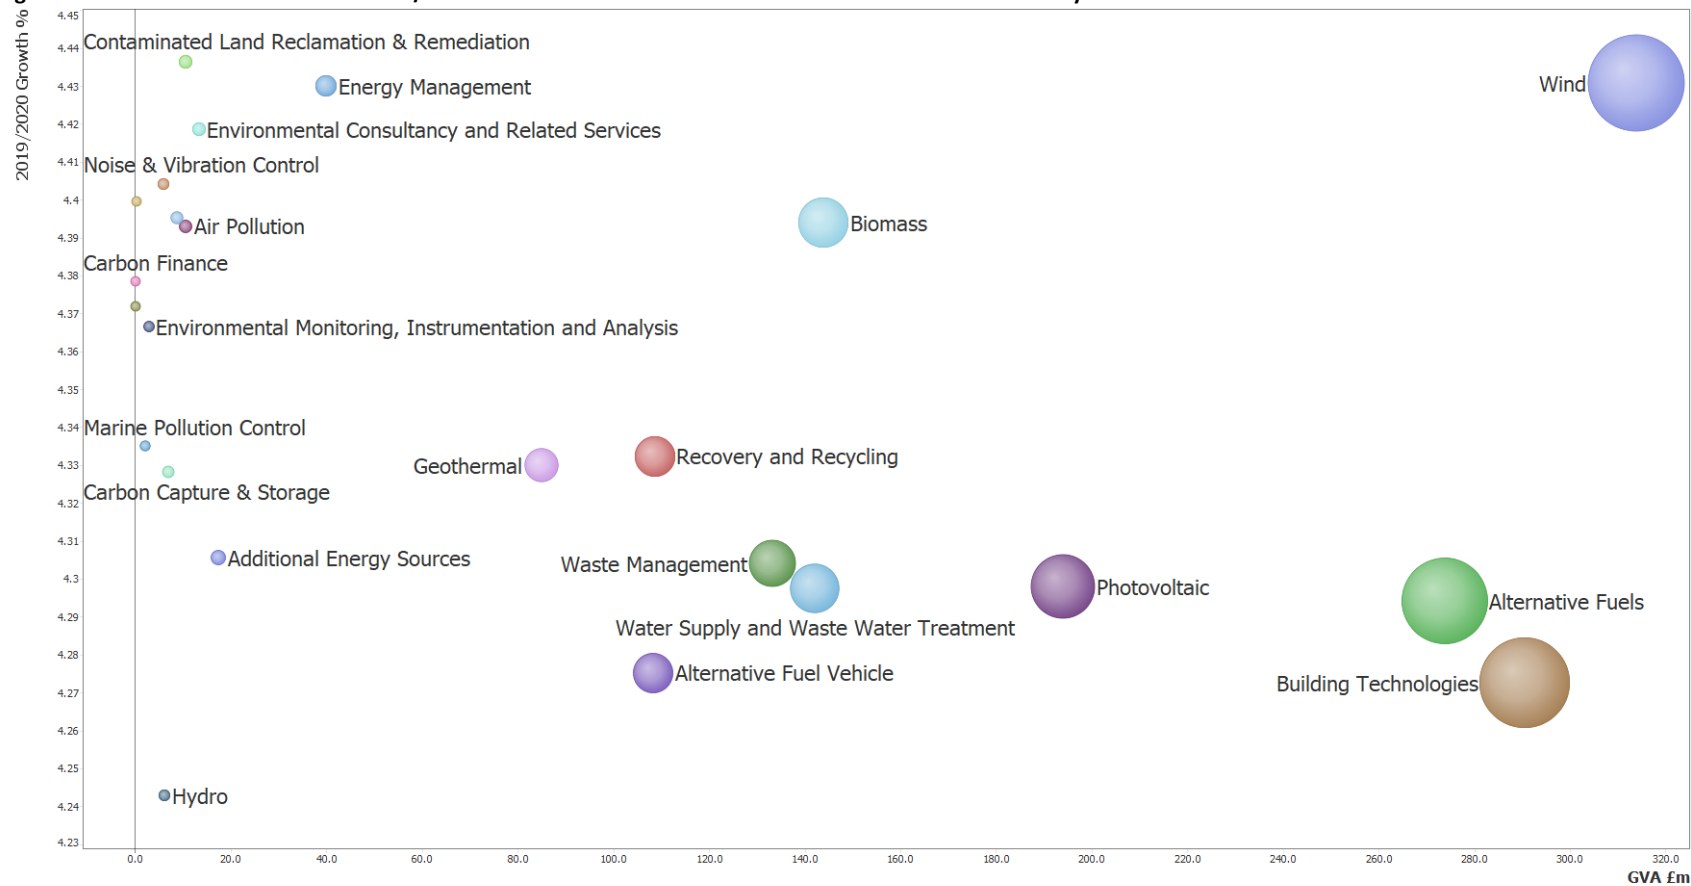 2019/2020 Growth %
4.45
4.44
4.43
4.42
4.41
4.4
4.39
4.38
4.37
4.36
4.35
4.34
4.33
4.32
4.31
4.3
4.29
4.28
4.27
4.26
4.25
4.24
4.23
Contaminated Land Reclamation & Remediation
Energy Management
Wind
Environmental Consultancy and Related Services
Noise & Vibration Control
Air Pollution
Biomass
Carbon Finance
Environmental Monitoring, Instrumentation and Analysis
Marine Pollution Control
Geothermal
Recovery and Recycling
Carbon Capture & Storage
Additional Energy Sources
Waste Management
Photovoltaic
Alternative Fuels
Water Supply and Waste Water Treatment
Alternative Fuel Vehicle
Building Technologies
Hydro
0.0 20.0 40.0 60.0 80.0 100.0 120.0 140.0 160.0 180.0 200.0 220.0 240.0 260.0 280.0 300.0 320.0
GVA £m